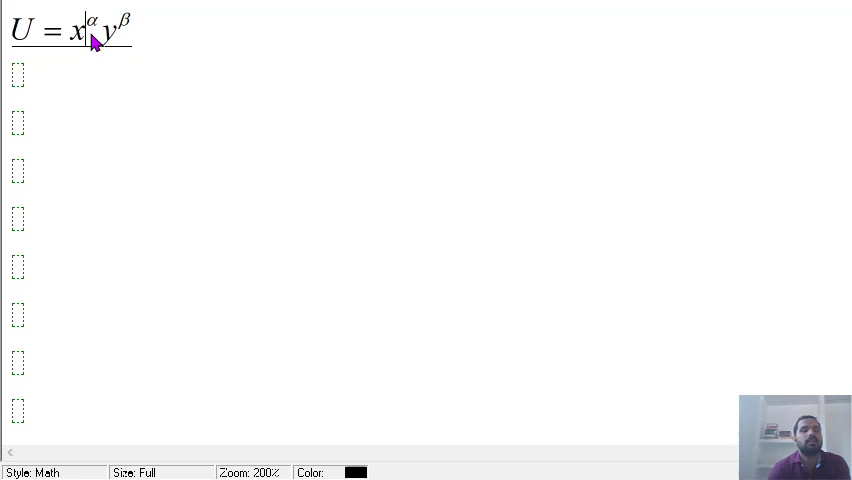 U = x^α y^β
Style: Math Size: Full Zoom: 200% Color: